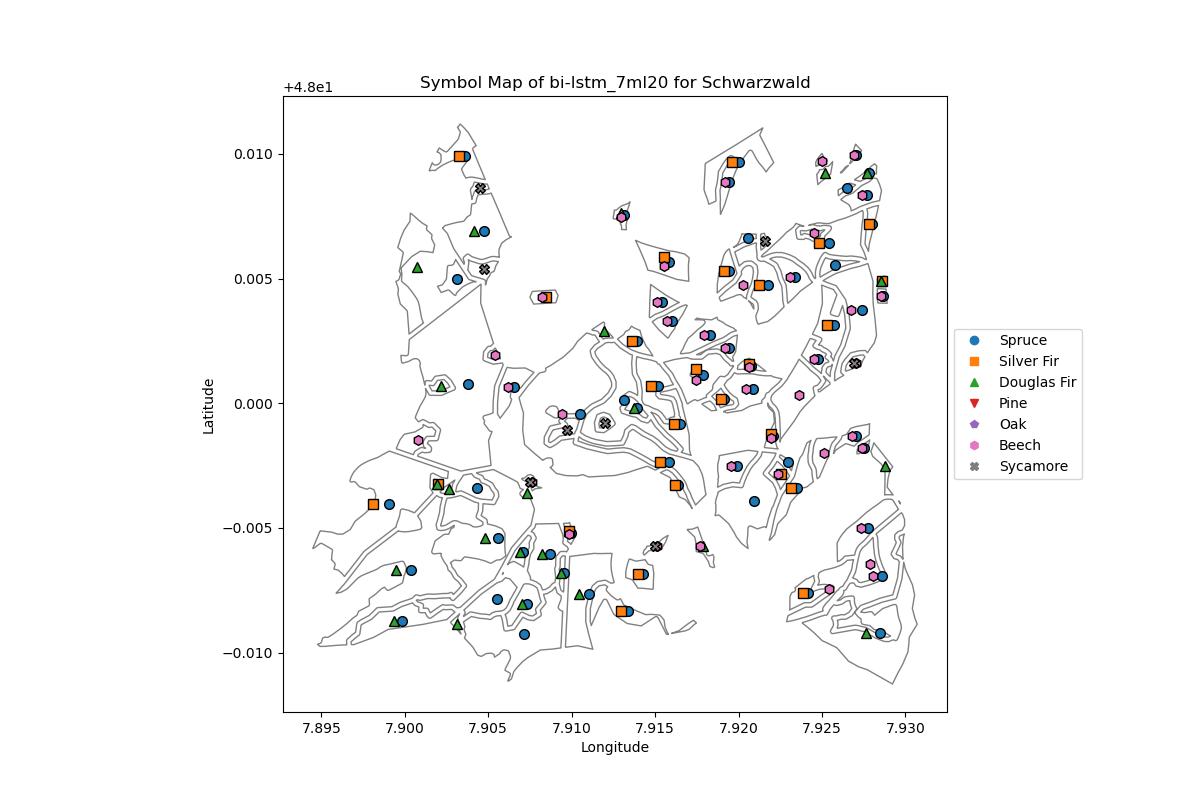 Symbol Map of bi-lstm_7ml20 for Schwarzwald
+4.8e1
0.010
0.005
0.000
−0.005
−0.010
Latitude
7.895 7.900 7.905 7.910 7.915 7.920 7.925 7.930
Longitude
Spruce
Silver Fir
Douglas Fir
Pine
Oak
Beech
Sycamore